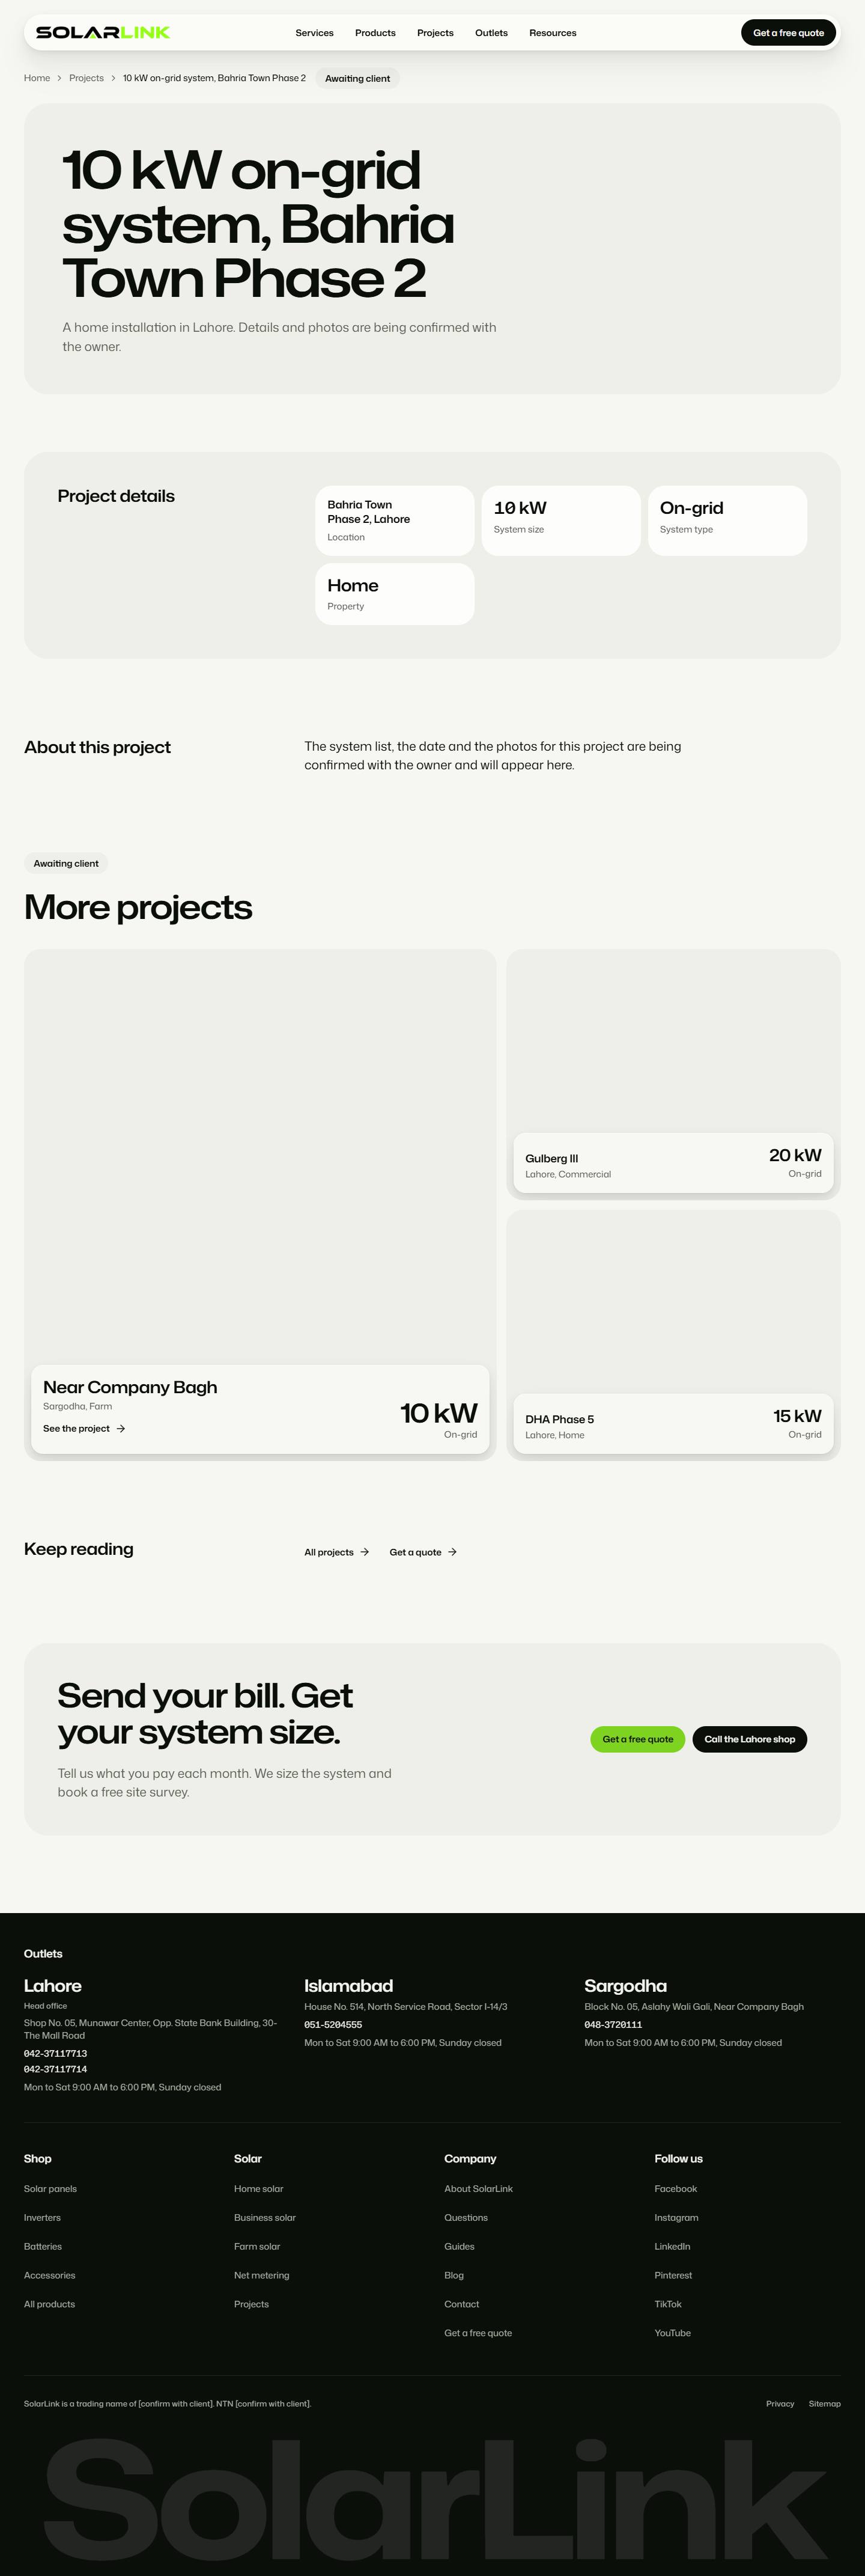 SOLARLINK
Services Products Projects Outlets Resources
Get a free quote
Home > Projects > 10 kW on-grid system, Bahria Town Phase 2 Awaiting client
10 kW on-grid
system, Bahria
Town Phase 2
A home installation in Lahore. Details and photos are being confirmed with
the owner.
Project details
Bahria Town
Phase 2, Lahore
Location
10 kW
System size
On-grid
System type
Home
Property
About this project
The system list, the date and the photos for this project are being
confirmed with the owner and will appear here.
Awaiting client
More projects
Near Company Bagh
Sargodha, Farm
See the project →
10 kW
On-grid
Gulberg III
Lahore, Commercial
20 kW
On-grid
DHA Phase 5
Lahore, Home
15 kW
On-grid
Keep reading
All projects → Get a quote →
Send your bill. Get
your system size.
Tell us what you pay each month. We size the system and
book a free site survey.
Get a free quote
Call the Lahore shop
Outlets
Lahore
Head office
Shop No. 05, Munawar Center, Opp. State Bank Building, 30-
The Mall Road
042-37117713
042-37117714
Mon to Sat 9:00 AM to 6:00 PM, Sunday closed
Islamabad
House No. 514, North Service Road, Sector I-14/3
051-5204555
Mon to Sat 9:00 AM to 6:00 PM, Sunday closed
Sargodha
Block No. 05, Aslahy Wali Gali, Near Company Bagh
048-3720111
Mon to Sat 9:00 AM to 6:00 PM, Sunday closed
Shop
Solar panels
Inverters
Batteries
Accessories
All products
Solar
Home solar
Business solar
Farm solar
Net metering
Projects
Company
About SolarLink
Questions
Guides
Blog
Contact
Get a free quote
Follow us
Facebook
Instagram
LinkedIn
Pinterest
TikTok
YouTube
SolarLink is a trading name of [confirm with client]. NTN [confirm with client].
Privacy Sitemap
SolarLink